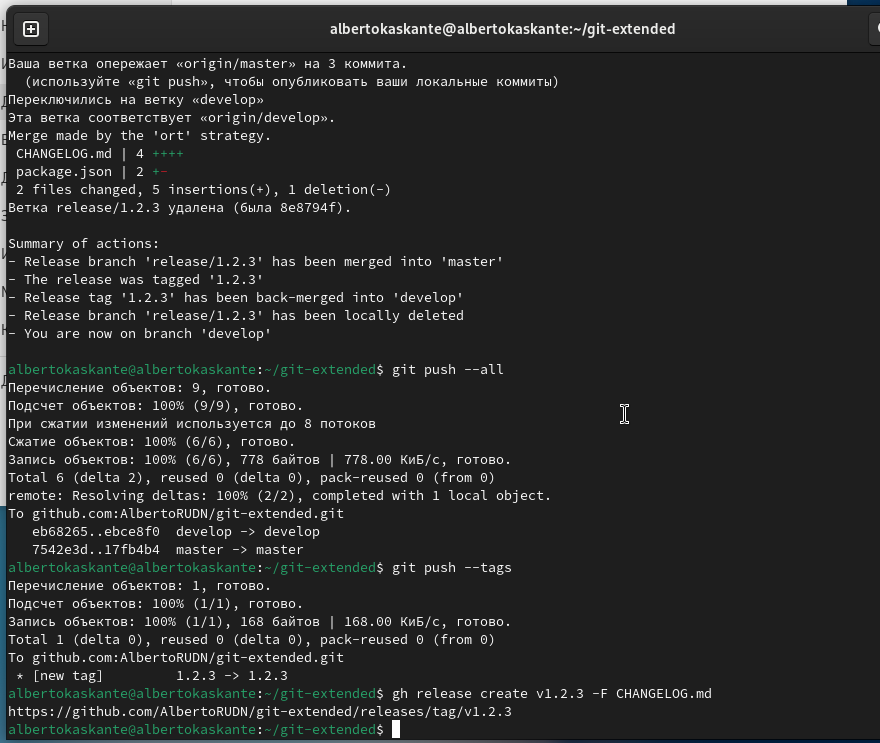 albertokaskante@albertokaskante:~/git-extended
Ваша ветка опережает «origin/master» на 3 коммита.
  (используйте «git push», чтобы опубликовать ваши локальные коммиты)
Переключились на ветку «develop»
Эта ветка соответствует «origin/develop».
Merge made by the 'ort' strategy.
 CHANGELOG.md | 4 ++++
 package.json | 2 +-
 2 files changed, 5 insertions(+), 1 deletion(-)
Ветка release/1.2.3 удалена (была 8e8794f).
Summary of actions:
- Release branch 'release/1.2.3' has been merged into 'master'
- The release was tagged '1.2.3'
- Release tag '1.2.3' has been back-merged into 'develop'
- Release branch 'release/1.2.3' has been locally deleted
- You are now on branch 'develop'
albertokaskante@albertokaskante:~/git-extended$ git push --all
Перечисление объектов: 9, готово.
Подсчет объектов: 100% (9/9), готово.
При сжатии изменений используется до 8 потоков
Сжатие объектов: 100% (6/6), готово.
Запись объектов: 100% (6/6), 778 байтов | 778.00 КиБ/с, готово.
Total 6 (delta 2), reused 0 (delta 0), pack-reused 0 (from 0)
remote: Resolving deltas: 100% (2/2), completed with 1 local object.
To github.com:AlbertoRUDN/git-extended.git
   eb68265..ebce8f0  develop -> develop
   7542e3d..17fb4b4  master -> master
albertokaskante@albertokaskante:~/git-extended$ git push --tags
Перечисление объектов: 1, готово.
Подсчет объектов: 100% (1/1), готово.
Запись объектов: 100% (1/1), 168 байтов | 168.00 КиБ/с, готово.
Total 1 (delta 0), reused 0 (delta 0), pack-reused 0 (from 0)
To github.com:AlbertoRUDN/git-extended.git
 * [new tag]         1.2.3 -> 1.2.3
albertokaskante@albertokaskante:~/git-extended$ gh release create v1.2.3 -F CHANGELOG.md
https://github.com/AlbertoRUDN/git-extended/releases/tag/v1.2.3
albertokaskante@albertokaskante:~/git-extended$